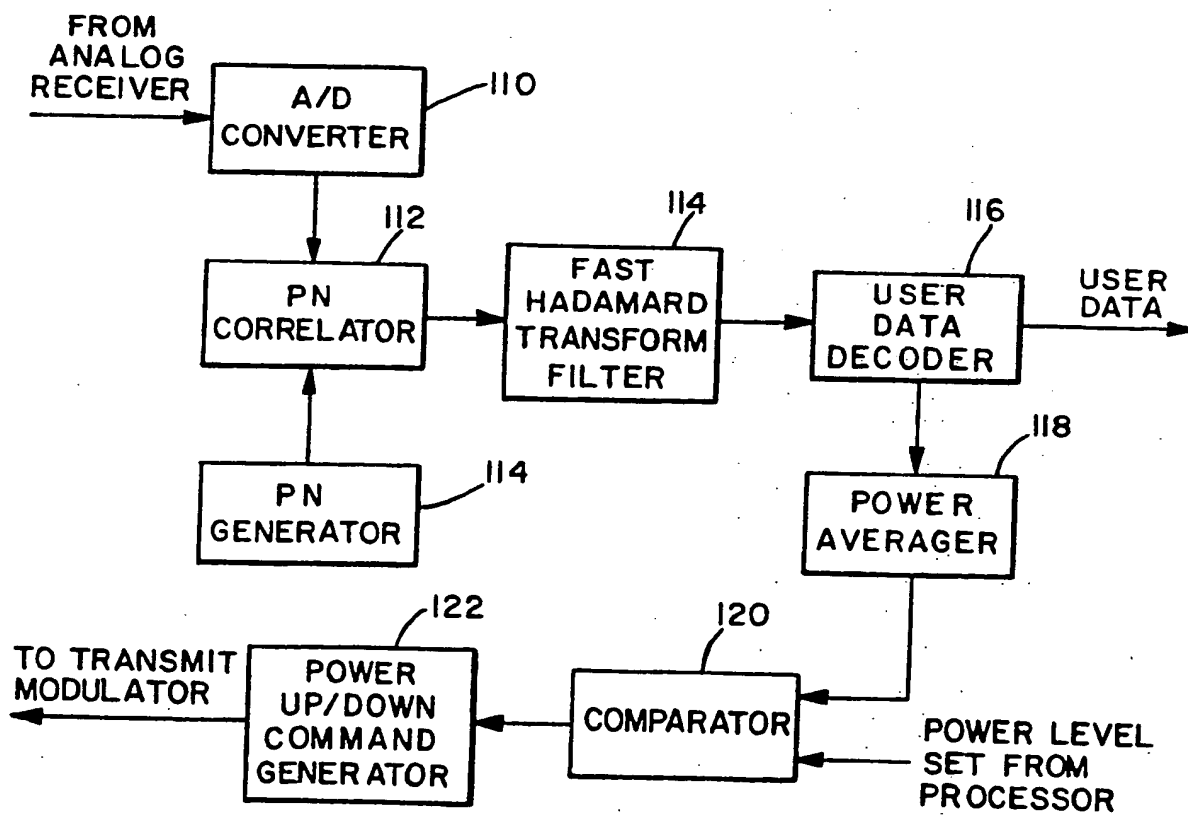 FROM
ANALOG
RECEIVER
A/D
CONVERTER
110
112
PN
CORRELATOR
114
FAST
HADAMARD
TRANSFORM
FILTER
116
USER
DATA
DECODER
USER
DATA
PN
GENERATOR
114
118
POWER
AVERAGER
TO TRANSMIT
MODULATOR
122
POWER
UP/DOWN
COMMAND
GENERATOR
120
COMPARATOR
POWER LEVEL
SET FROM
PROCESSOR